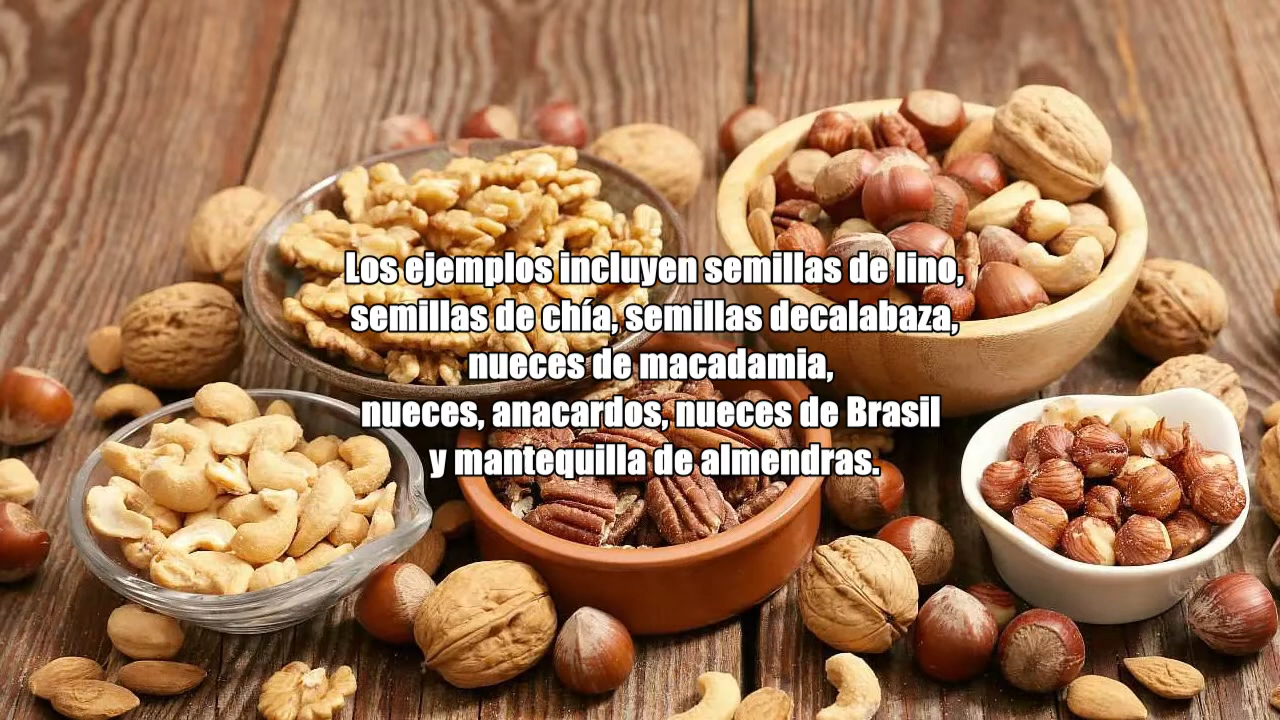 Los ejemplos incluyen semillas de lino,
semillas de chía, semillas decalabaza,
nueces de macadamia,
nueces, anacardos, nueces de Brasil
y mantequilla de almendras.